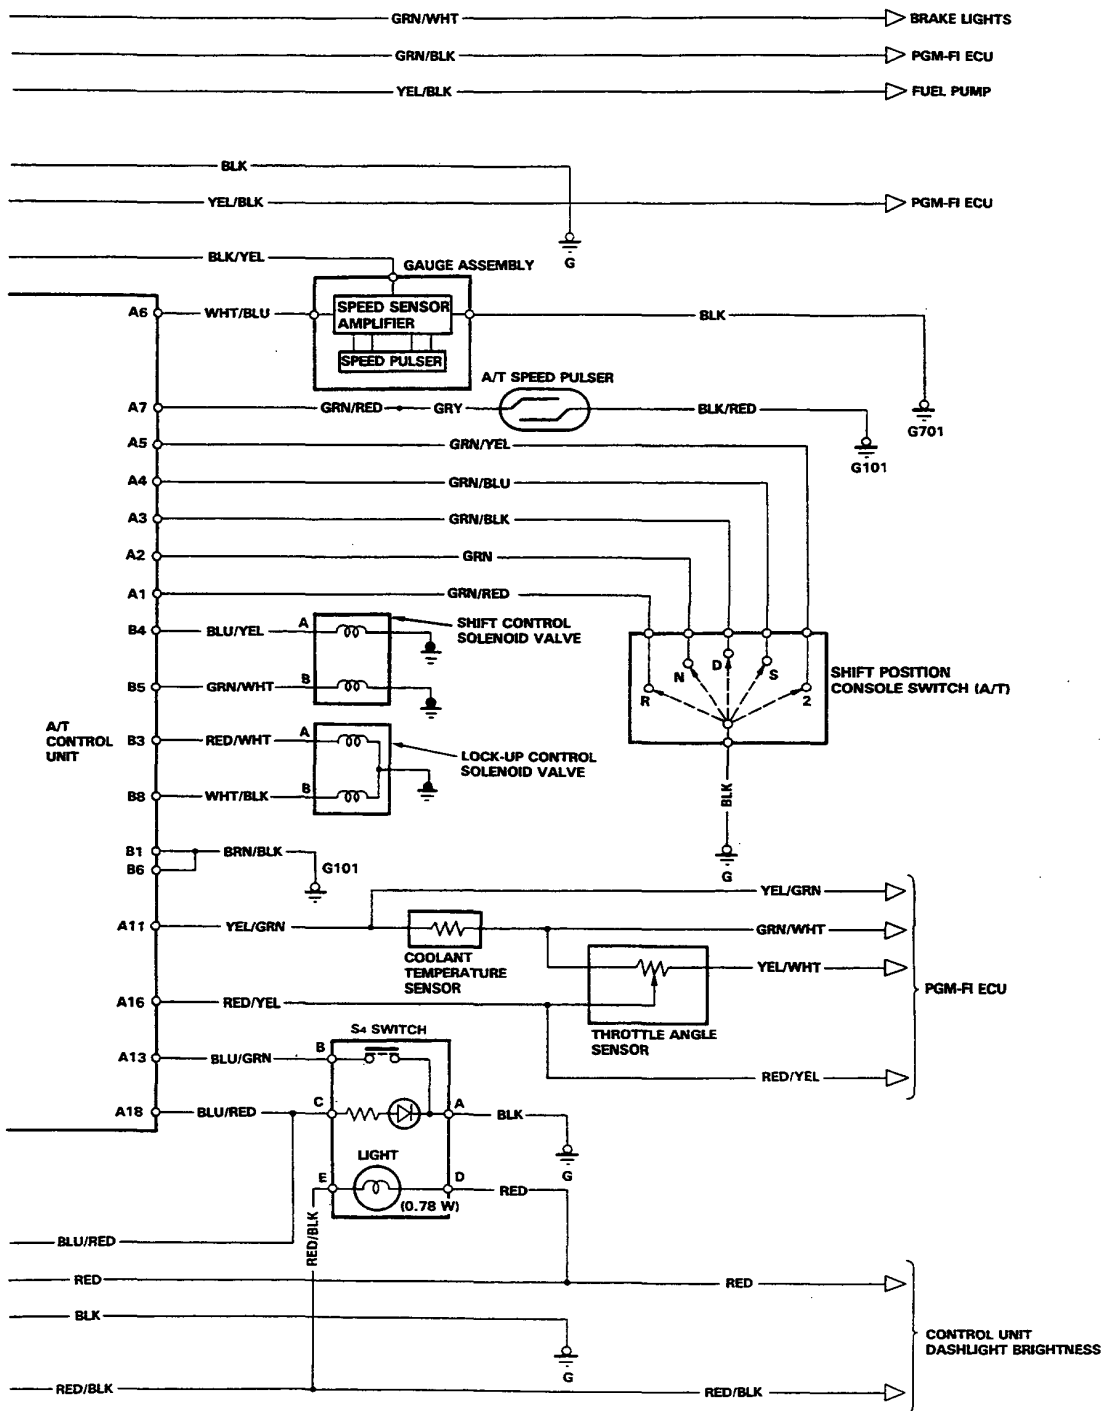 GRN/WHT BRAKE LIGHTS
GRN/BLK PGM-FI ECU
YEL/BLK FUEL PUMP
BLK
YEL/BLK PGM-FI ECU
G
BLK/YEL
GAUGE ASSEMBLY
A6 WHT/BLU SPEED SENSOR AMPLIFIER BLK
SPEED PULSER
A/T SPEED PULSER
A7 GRN/RED GRY BLK/RED
G701
A5 GRN/YEL
G101
A4 GRN/BLU
A3 GRN/BLK
A2 GRN
A1 GRN/RED
B4 BLU/YEL A
SHIFT CONTROL
SOLENOID VALVE
B5 GRN/WHT B
R N D S 2
SHIFT POSITION
CONSOLE SWITCH (A/T)
A/T
CONTROL
UNIT
B3 RED/WHT A
LOCK-UP CONTROL
SOLENOID VALVE
B8 WHT/BLK B
BLK
G
B1 BRN/BLK
B6
G101
YEL/GRN
A11 YEL/GRN GRN/WHT
COOLANT
TEMPERATURE
SENSOR
YEL/WHT
PGM-FI ECU
A16 RED/YEL
THROTTLE ANGLE
SENSOR
S4 SWITCH
A13 BLU/GRN B
RED/YEL
A18 BLU/RED C A BLK
G
LIGHT
E D RED
(0.78 W)
RED/BLK
BLU/RED
RED RED
BLK
G
CONTROL UNIT
DASHLIGHT BRIGHTNESS
RED/BLK RED/BLK